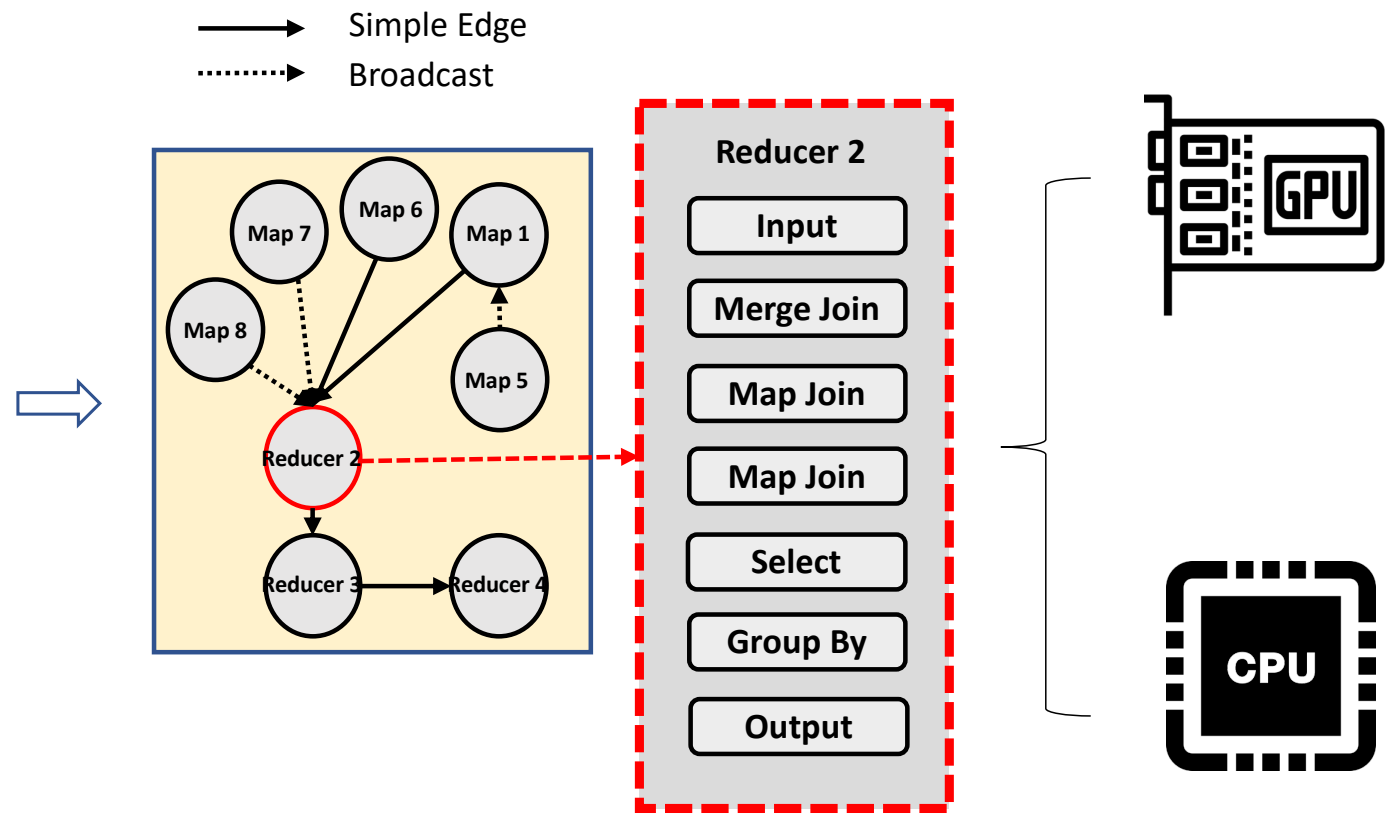 Simple Edge
Broadcast
Map 7
Map 6
Map 1
Map 8
Map 5
Reducer 2
Reducer 3
Reducer 4
Reducer 2
Input
Merge Join
Map Join
Map Join
Select
Group By
Output
GPU
CPU